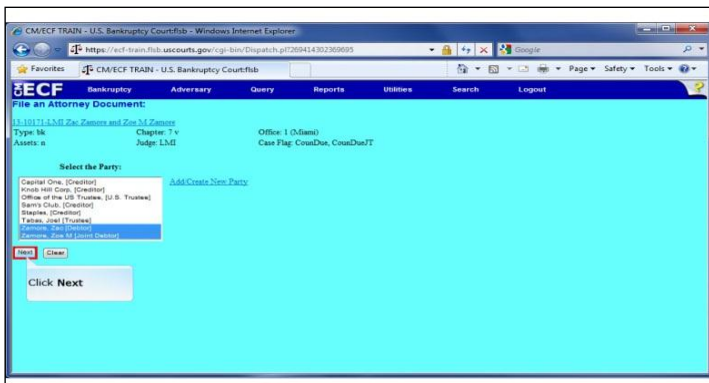 CM/ECF TRAIN - U.S. Bankruptcy Court:flsb - Windows Internet Explorer
https://ecf-train.flsb.uscourts.gov/cgi-bin/Dispatch.pl?269414302369695
Google
Favorites CM/ECF TRAIN - U.S. Bankruptcy Court:flsb Page Safety Tools
ECF Bankruptcy Adversary Query Reports Utilities Search Logout ?
File an Attorney Document:
13-10171-LMI Zac Zamore and Zoe M Zamore
Type: bk Chapter: 7 v Office: 1 (Miami)
Assets: n Judge: LMI Case Flag: CounDue, CounDueJT
Select the Party:
Capital One, [Creditor] Add/Create New Party
Knob Hill Corp, [Creditor]
Office of the US Trustee, [U.S. Trustee]
Sam's Club, [Creditor]
Staples, [Creditor]
Tabas, Joel [Trustee]
Zamore, Zac [Debtor]
Zamore, Zoe M [Joint Debtor]
Next Clear
Click Next